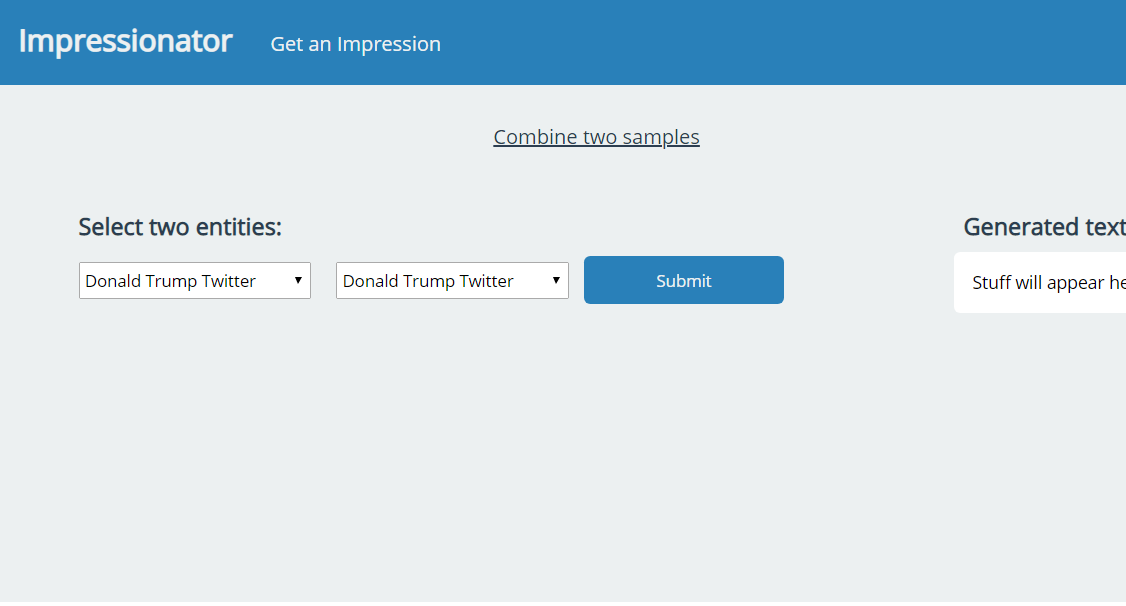 Impressionator
Get an Impression
Combine two samples
Select two entities:
Donald Trump Twitter
Donald Trump Twitter
Submit
Generated text
Stuff will appear he